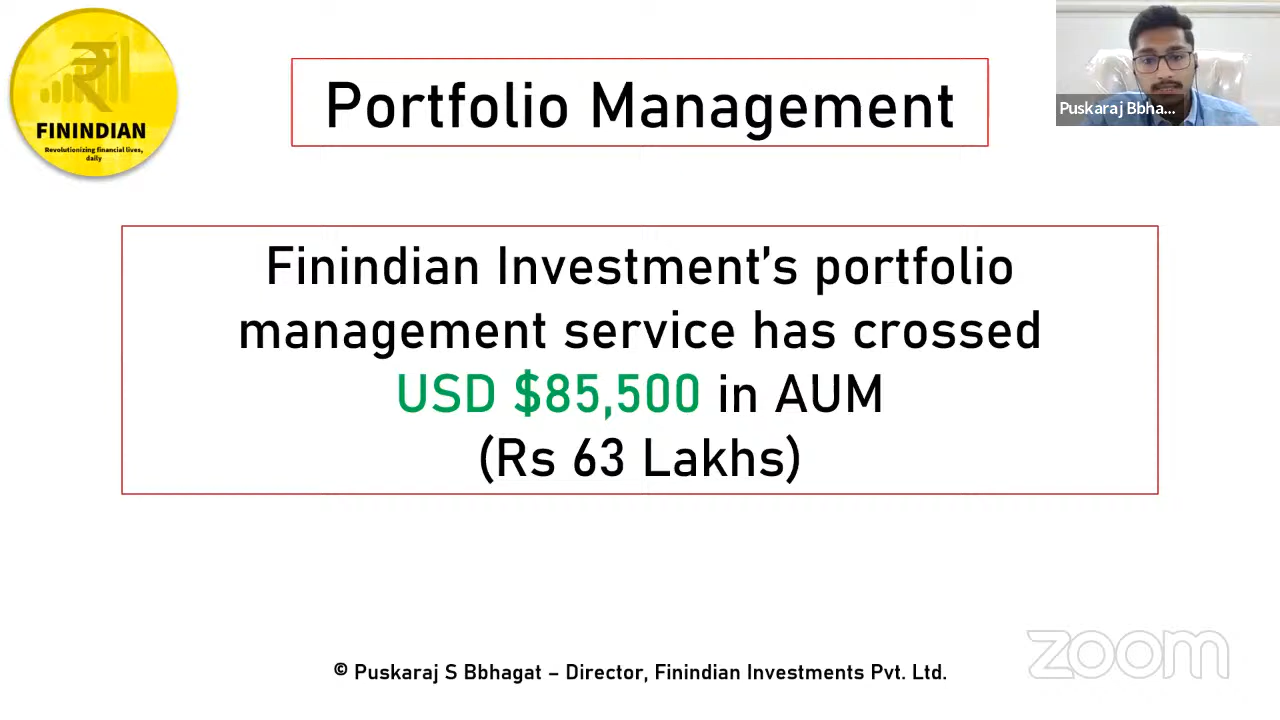 FININDIAN
Revolutionizing financial lives,
daily
Portfolio Management
Puskaraj Bbha...
Finindian Investment’s portfolio
management service has crossed
USD $85,500 in AUM
(Rs 63 Lakhs)
© Puskaraj S Bbhagat – Director, Finindian Investments Pvt. Ltd.
zoom